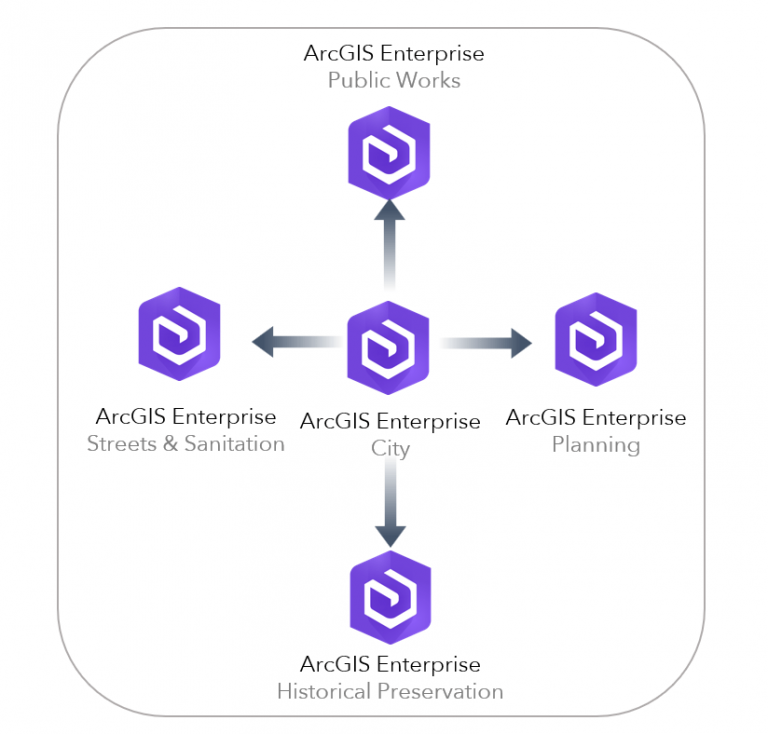 ArcGIS Enterprise
Public Works
ArcGIS Enterprise
Streets & Sanitation
ArcGIS Enterprise
City
ArcGIS Enterprise
Planning
ArcGIS Enterprise
Historical Preservation